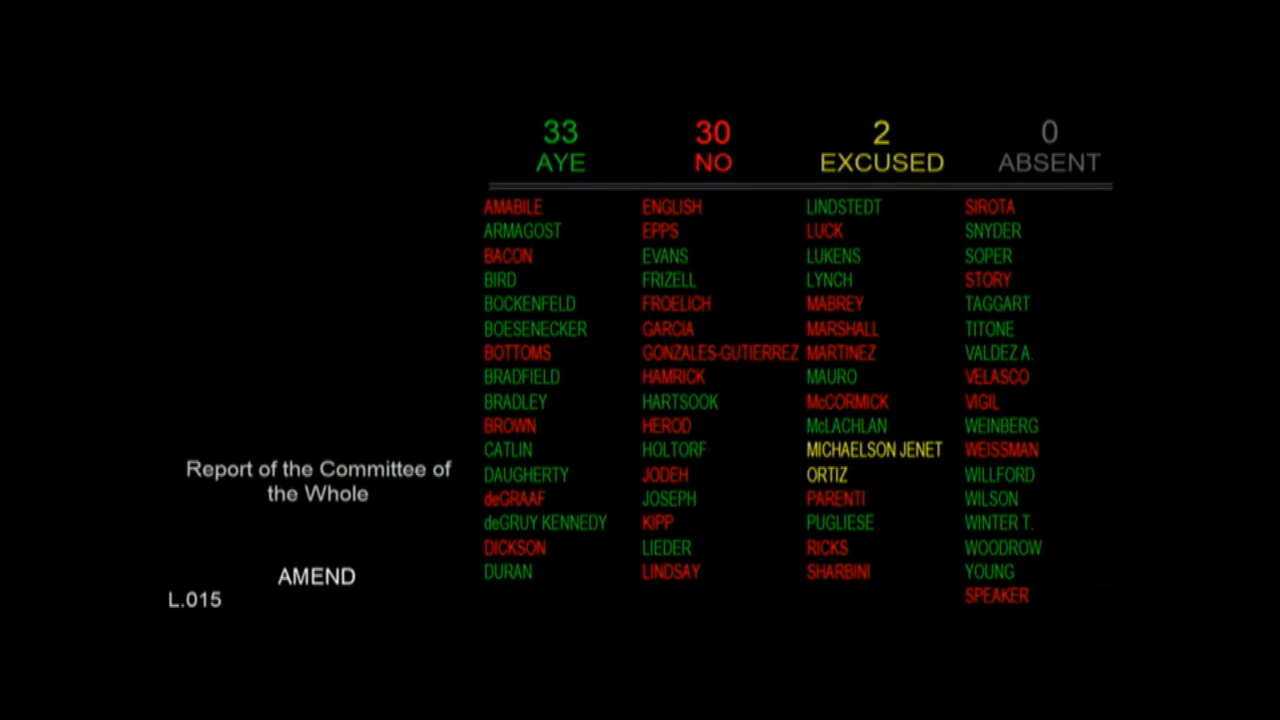 33 30 2 0
AYE NO EXCUSED ABSENT
AMABILE ENGLISH LINDSTEDT SIROTA
ARMAGOST EPPS LUCK SNYDER
BACON EVANS LUKENS SOPER
BIRD FRIZELL LYNCH STORY
BOCKENFELD FROELICH MABREY TAGGART
BOESENECKER GARCIA MARSHALL TITONE
BOTTOMS GONZALES-GUTIERREZ MARTINEZ VALDEZ A.
BRADFIELD HAMRICK MAURO VELASCO
BRADLEY HARTSOOK McCORMICK VIGIL
BROWN HEROD McLACHLAN WEINBERG
CATLIN HOLTORF MICHAELSON JENET WEISSMAN
DAUGHERTY JODEH ORTIZ WILLFORD
deGRAAF JOSEPH PARENTI WILSON
deGRUY KENNEDY KIPP PUGLIESE WINTER T.
DICKSON LIEDER RICKS WOODROW
DURAN LINDSAY SHARBINI YOUNG
SPEAKER
Report of the Committee of
the Whole
AMEND
L.015